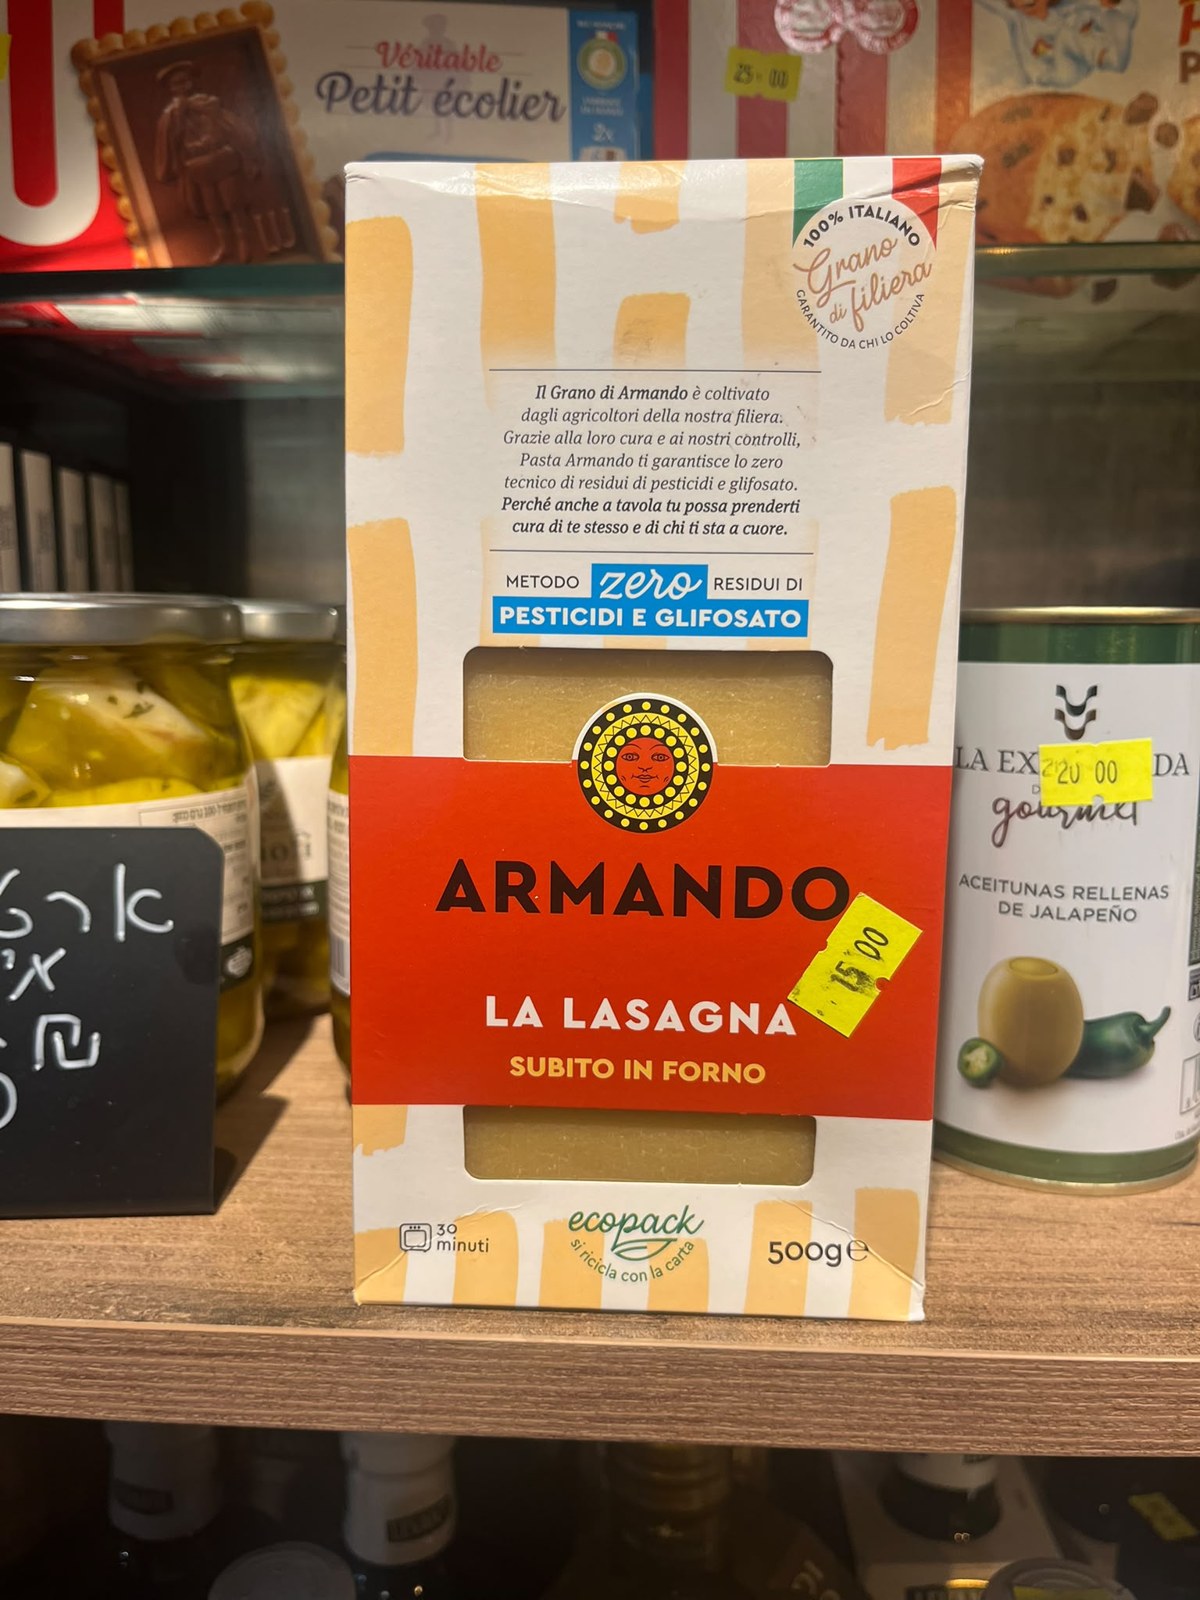 Véritable
Petit écolier
2x
25 00
100% ITALIANO
Grano
di filiera
GARANTITO DA CHI LO COLTIVA
Il Grano di Armando è coltivato
dagli agricoltori della nostra filiera.
Grazie alla loro cura e ai nostri controlli,
Pasta Armando ti garantisce lo zero
tecnico di residui di pesticidi e glifosato.
Perché anche a tavola tu possa prenderti
cura di te stesso e di chi ti sta a cuore.
METODO zero RESIDUI DI
PESTICIDI E GLIFOSATO
ARMANDO
15 00
LA LASAGNA
SUBITO IN FORNO
30
minuti
ecopack
si ricicla con la carta
500g e
LA EX DA
20 00
gourmet
ACEITUNAS RELLENAS
DE JALAPEÑO
₪